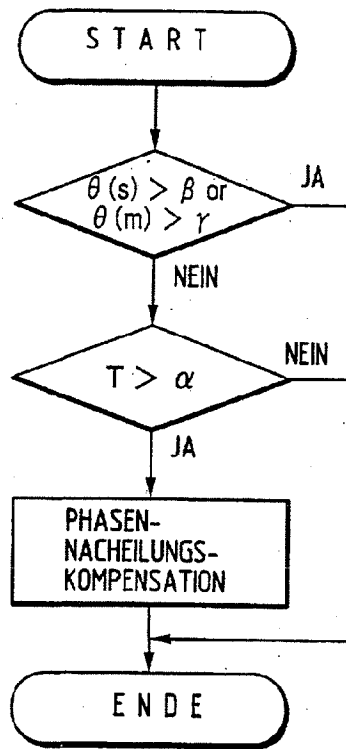 START
θ(s) > β or
θ(m) > γ
JA
NEIN
T > α
NEIN
JA
PHASEN-
NACHEILUNGS-
KOMPENSATION
ENDE